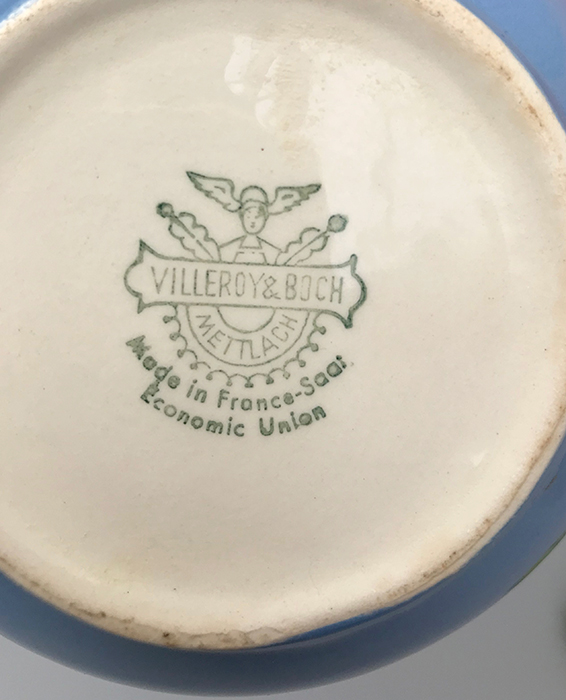 VILLEROY & BOCH
METTLACH
Made in France-Saar
Economic Union